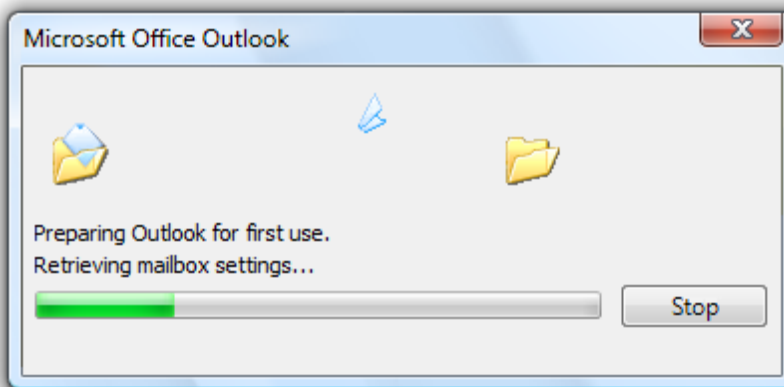 Microsoft Office Outlook
Preparing Outlook for first use.
Retrieving mailbox settings...
Stop